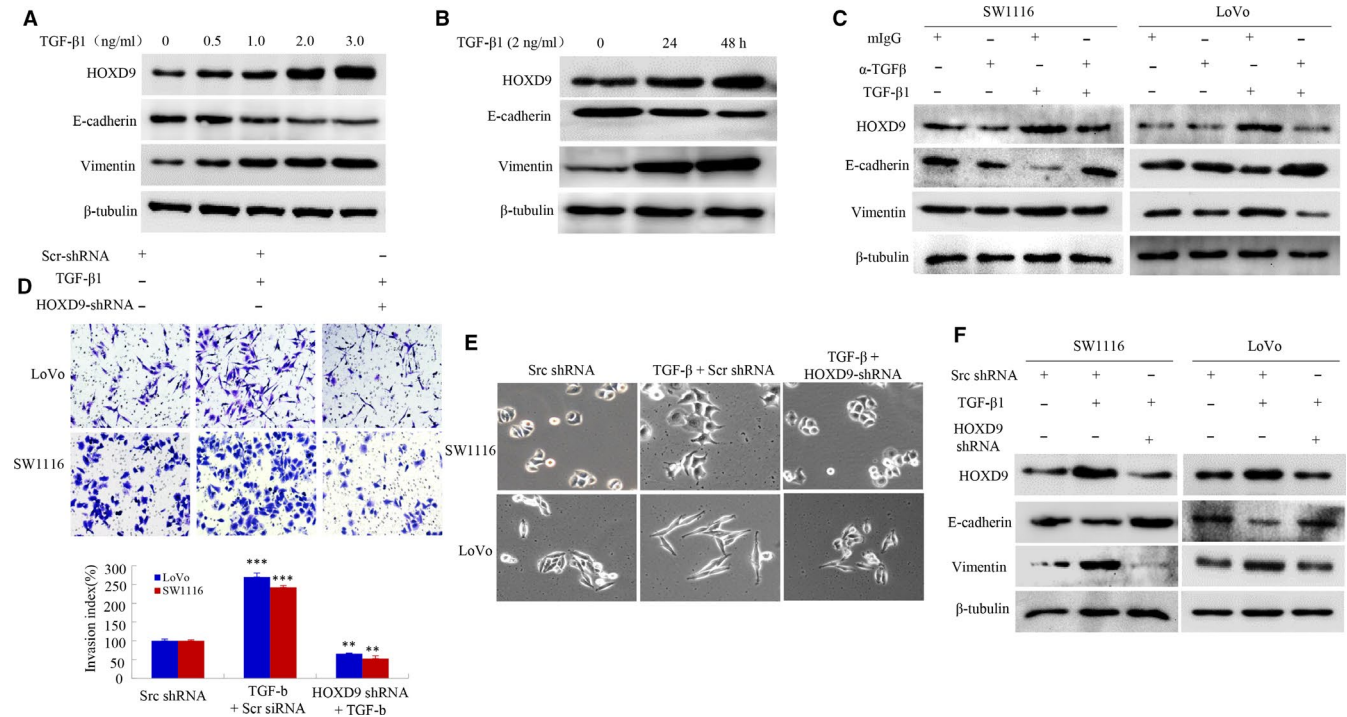 A
TGF-β1（ng/ml） 0 0.5 1.0 2.0 3.0
HOXD9
E-cadherin
Vimentin
β-tubulin
B
TGF-β1 (2 ng/ml) 0 24 48 h
HOXD9
E-cadherin
Vimentin
β-tubulin
C
SW1116 LoVo
mIgG + – + – + – + –
α-TGFβ – + – + – + – +
TGF-β1 – – + + – – + +
HOXD9
E-cadherin
Vimentin
β-tubulin
D
Scr-shRNA + + –
TGF-β1 – + +
HOXD9-shRNA – – +
LoVo
SW1116
Invasion index(%)
300
250
200
150
100
50
0
LoVo
SW1116
*** ***
** **
Src shRNA
TGF-b
+ Scr siRNA
HOXD9 shRNA
+ TGF-b
E
Src shRNA
TGF-β + Scr shRNA
TGF-β +
HOXD9-shRNA
SW1116
LoVo
F
SW1116 LoVo
Src shRNA + + – + + –
TGF-β1 – + + – + +
HOXD9
shRNA – – + – – +
HOXD9
E-cadherin
Vimentin
β-tubulin